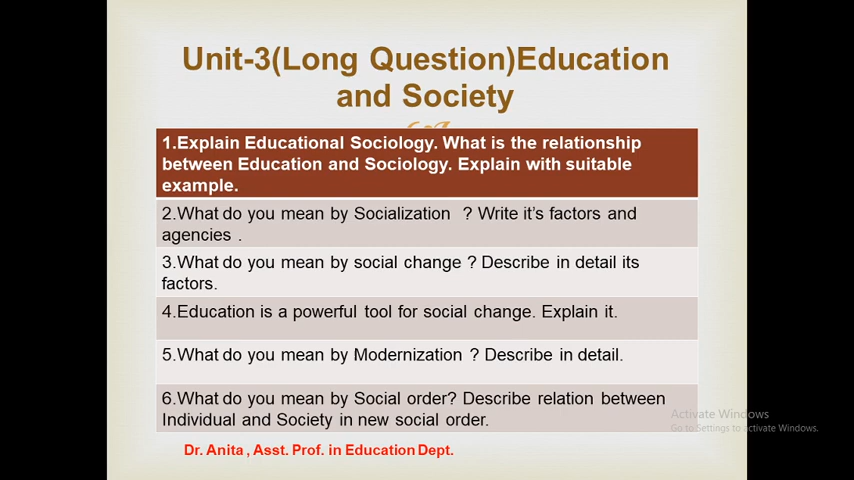 Unit-3(Long Question)Education
and Society
1.Explain Educational Sociology. What is the relationship
between Education and Sociology. Explain with suitable
example.
2.What do you mean by Socialization ? Write it's factors and
agencies .
3.What do you mean by social change ? Describe in detail its
factors.
4.Education is a powerful tool for social change. Explain it.
5.What do you mean by Modernization ? Describe in detail.
6.What do you mean by Social order? Describe relation between
Individual and Society in new social order.
Activate Windows
Go to Settings to activate Windows.
Dr. Anita , Asst. Prof. in Education Dept.